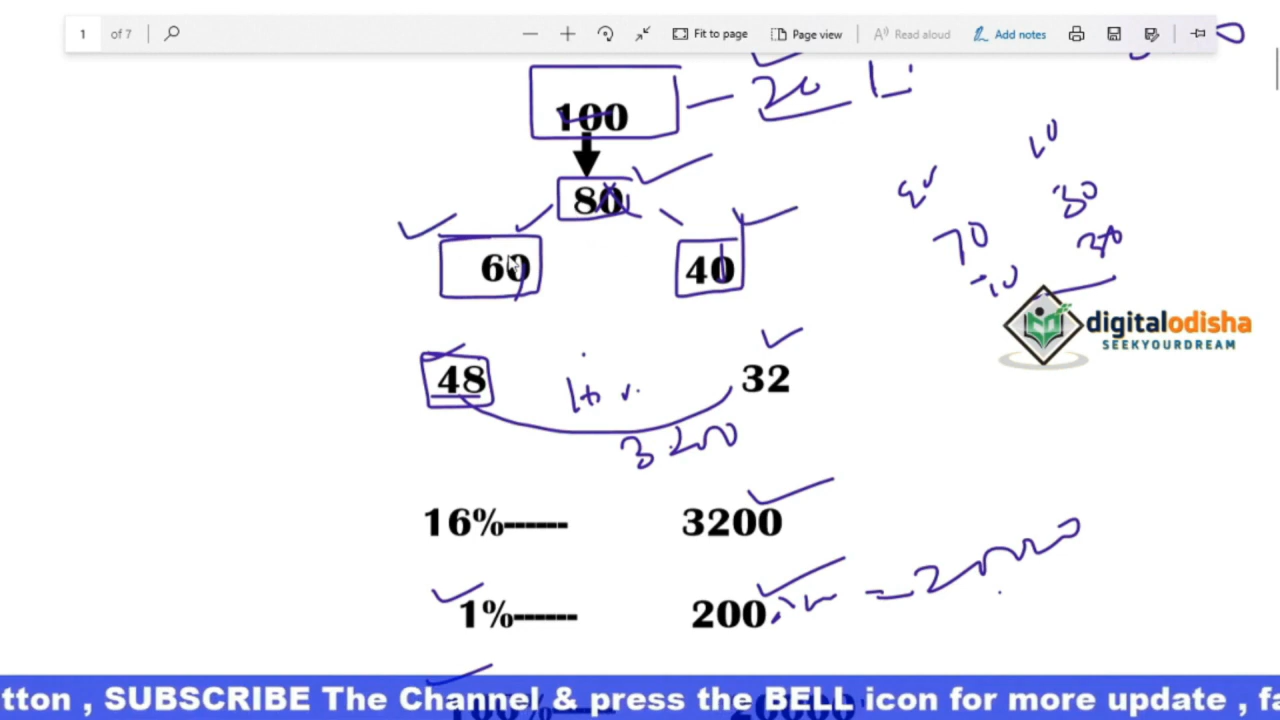 1 of 7 Fit to page Page view Read aloud Add notes
100 20
80
60 40
70 30
48 32
3200
16%------ 3200
1%------ 200
= 20000
digitalodisha
SEEKYOURDREAM
tton , SUBSCRIBE The Channel & press the BELL icon for more update , fa